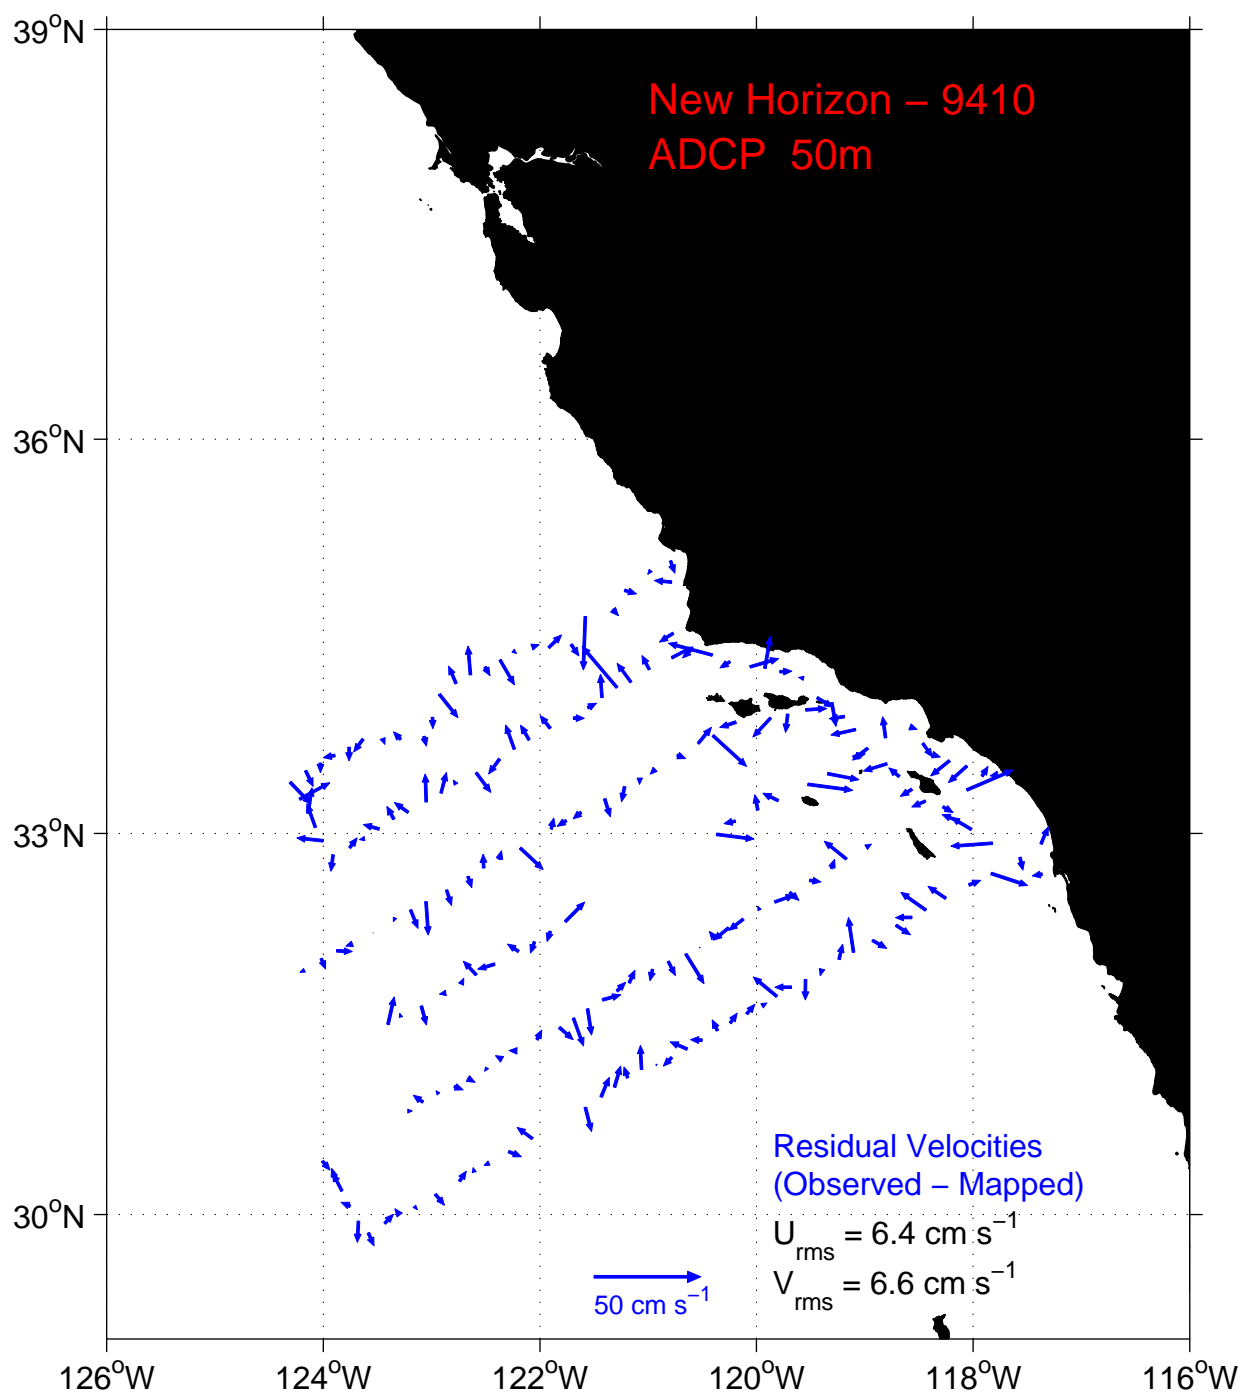 39°N
New Horizon – 9410
ADCP 50m
36°N
33°N
30°N
Residual Velocities
(Observed – Mapped)
U_rms = 6.4 cm s⁻¹
V_rms = 6.6 cm s⁻¹
50 cm s⁻¹
126°W 124°W 122°W 120°W 118°W 116°W